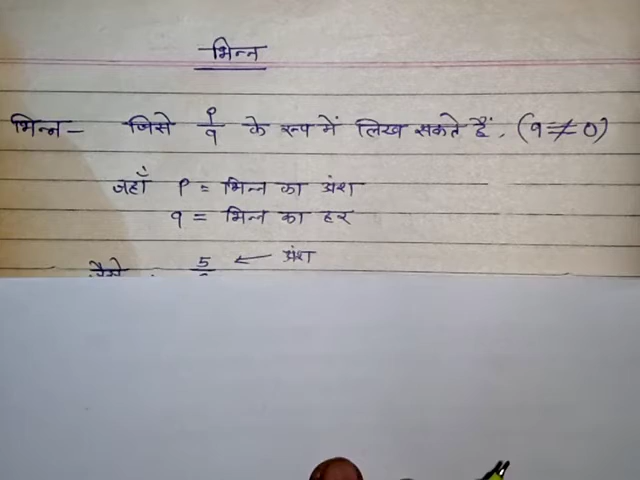 भिन्न
भिन्न – जिसे p/q के रूप में लिख सकते हैं, (q ≠ 0)
जहाँ P = भिन्न का अंश
q = भिन्न का हर
जैसे : 5 ← अंश